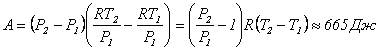 A = (P₂ − P₁)(RT₂/P₁ − RT₁/P₁) = (P₂/P₁ − 1)R(T₂ − T₁) ≈ 665 Дж